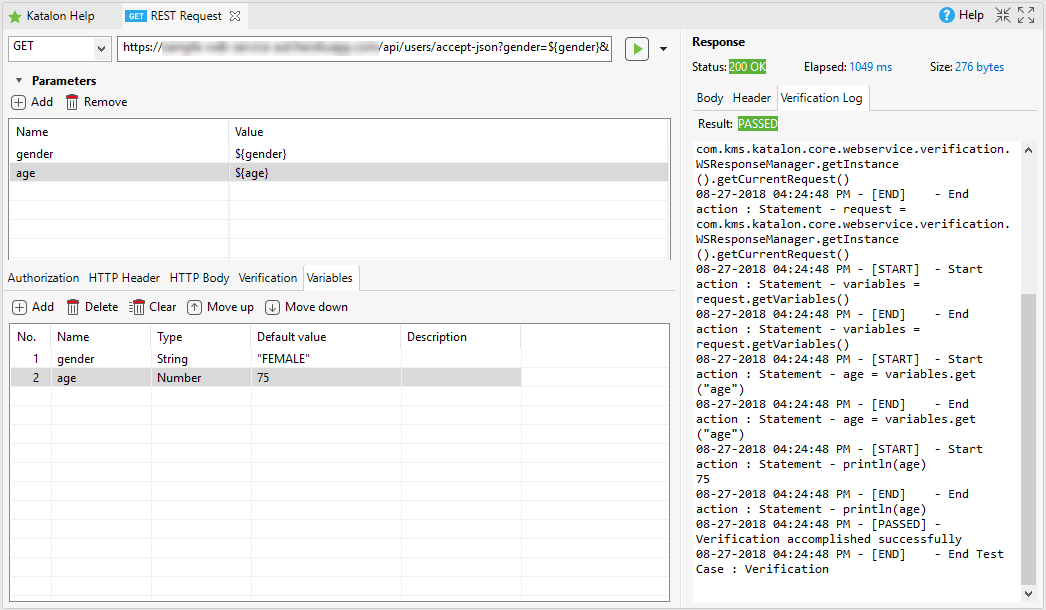 Katalon Help
GET REST Request
Help
GET
https:// /api/users/accept-json?gender=${gender}&
Parameters
Add Remove
Name Value
gender ${gender}
age ${age}
Authorization HTTP Header HTTP Body Verification Variables
Add Delete Clear Move up Move down
No. Name Type Default value Description
1 gender String "FEMALE"
2 age Number 75
Response
Status: 200 OK Elapsed: 1049 ms Size: 276 bytes
Body Header Verification Log
Result: PASSED
com.kms.katalon.core.webservice.verification.
WSResponseManager.getInstance
().getCurrentRequest()
08-27-2018 04:24:48 PM - [END] - End
action : Statement - request =
com.kms.katalon.core.webservice.verification.
WSResponseManager.getInstance
().getCurrentRequest()
08-27-2018 04:24:48 PM - [START] - Start
action : Statement - variables =
request.getVariables()
08-27-2018 04:24:48 PM - [END] - End
action : Statement - variables =
request.getVariables()
08-27-2018 04:24:48 PM - [START] - Start
action : Statement - age = variables.get
("age")
08-27-2018 04:24:48 PM - [END] - End
action : Statement - age = variables.get
("age")
08-27-2018 04:24:48 PM - [START] - Start
action : Statement - println(age)
75
08-27-2018 04:24:48 PM - [END] - End
action : Statement - println(age)
08-27-2018 04:24:48 PM - [PASSED] -
Verification accomplished successfully
08-27-2018 04:24:48 PM - [END] - End Test
Case : Verification